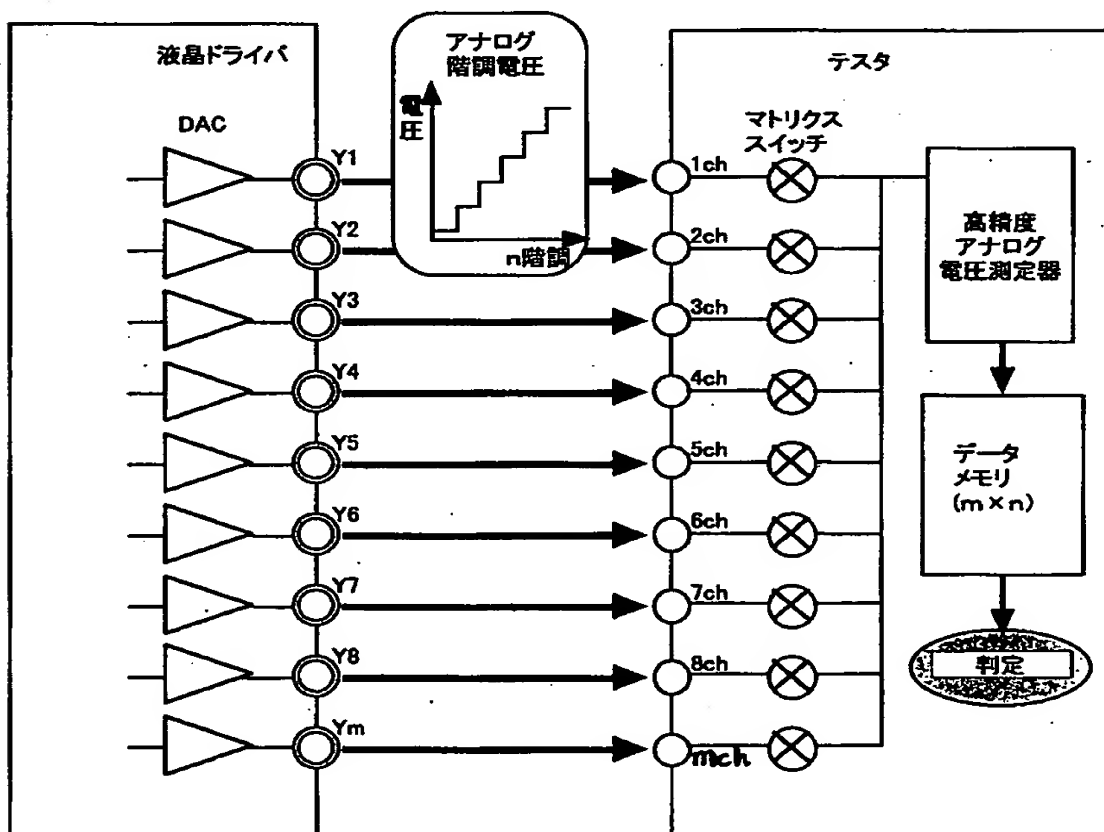 液晶ドライバ
DAC
Y1
Y2
Y3
Y4
Y5
Y6
Y7
Y8
Ym
アナログ
階調電圧
電
圧
n階調
テスタ
マトリクス
スイッチ
1ch
2ch
3ch
4ch
5ch
6ch
7ch
8ch
mch
高精度
アナログ
電圧測定器
データ
メモリ
(m×n)
判定